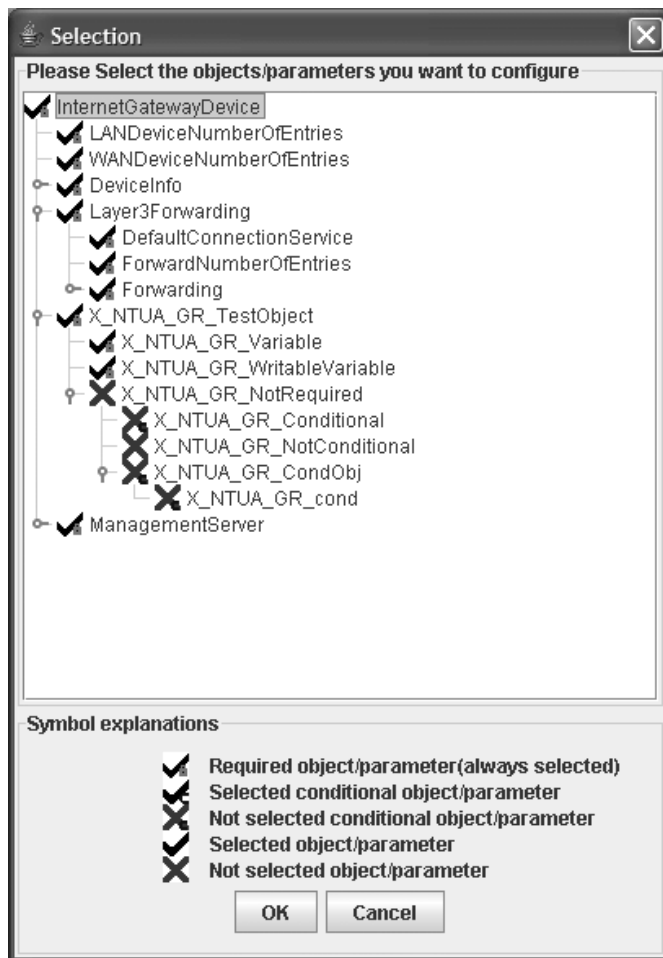 Selection
Please Select the objects/parameters you want to configure
InternetGatewayDevice
LANDeviceNumberOfEntries
WANDeviceNumberOfEntries
DeviceInfo
Layer3Forwarding
DefaultConnectionService
ForwardNumberOfEntries
Forwarding
X_NTUA_GR_TestObject
X_NTUA_GR_Variable
X_NTUA_GR_WritableVariable
X_NTUA_GR_NotRequired
X_NTUA_GR_Conditional
X_NTUA_GR_NotConditional
X_NTUA_GR_CondObj
X_NTUA_GR_cond
ManagementServer
Symbol explanations
Required object/parameter(always selected)
Selected conditional object/parameter
Not selected conditional object/parameter
Selected object/parameter
Not selected object/parameter
OK Cancel